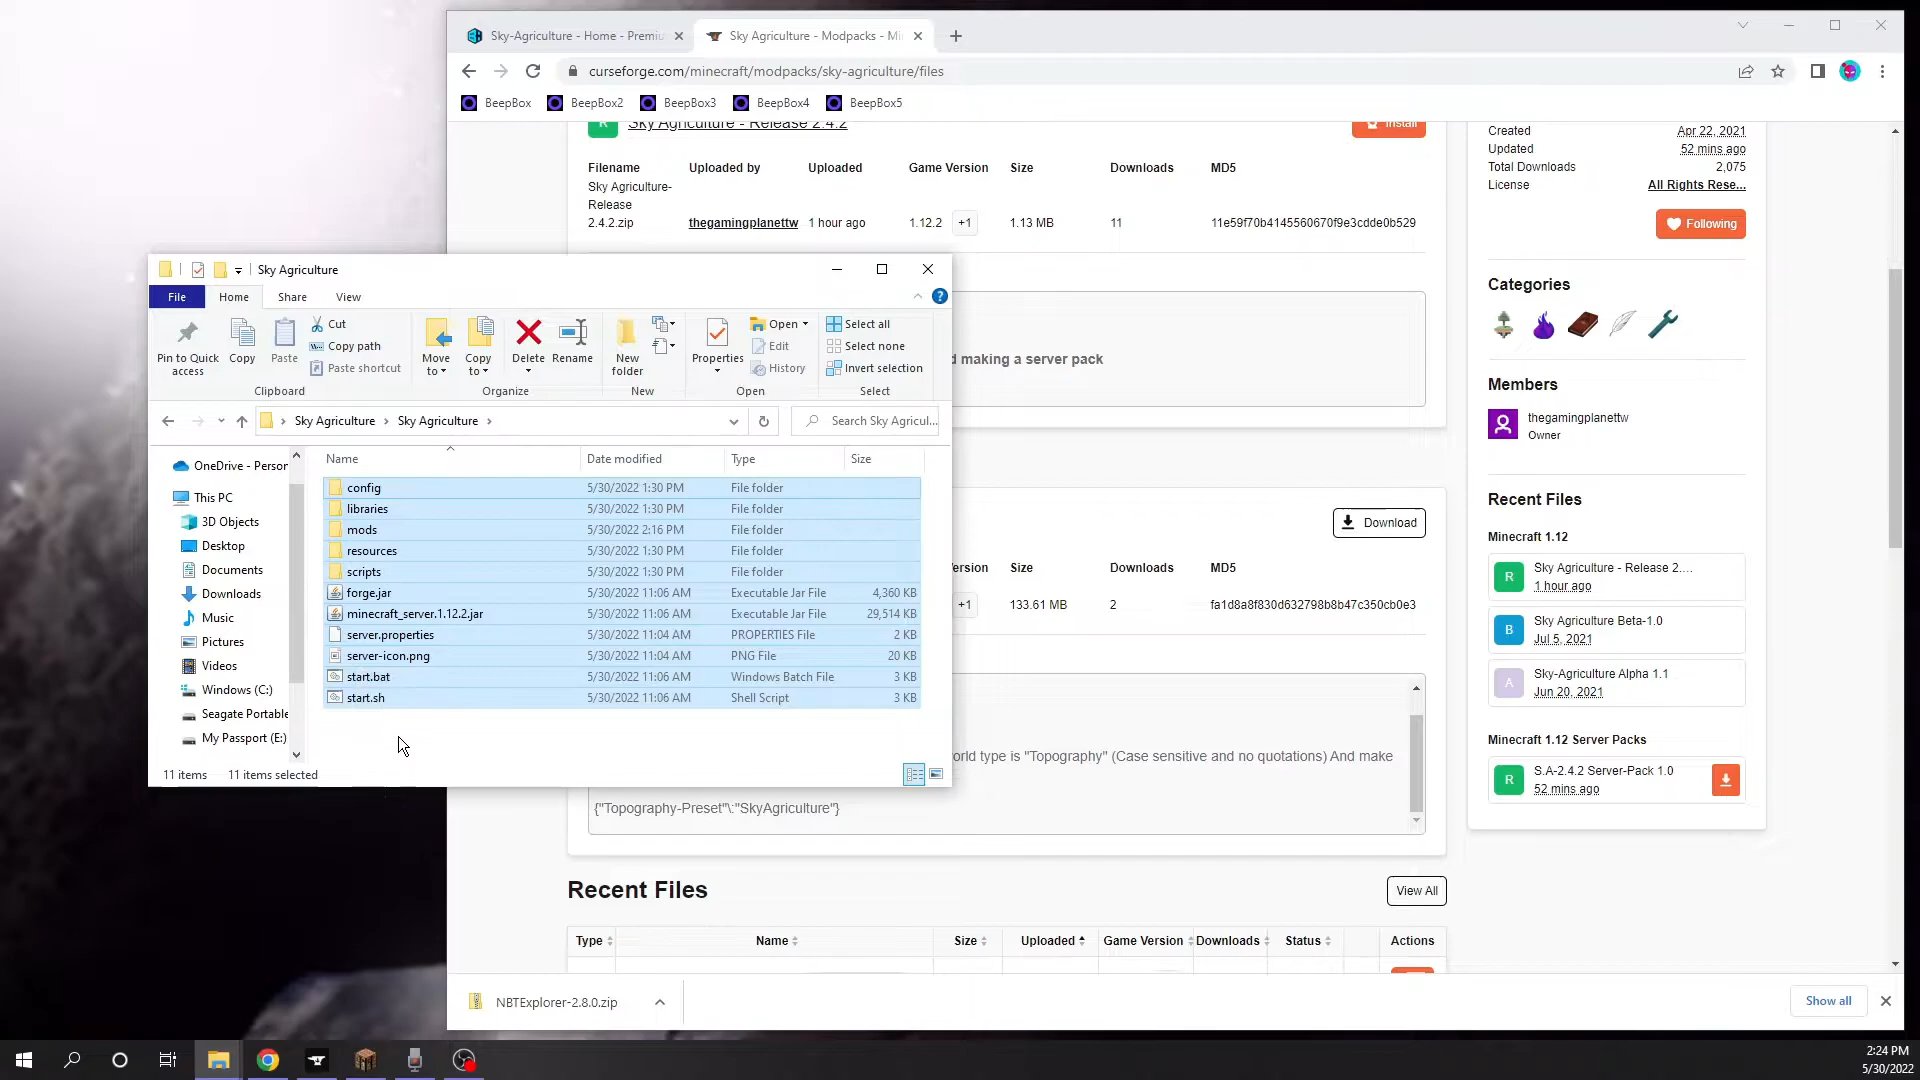 Sky-Agriculture - Home - Premiu
Sky Agriculture - Modpacks - Mi
curseforge.com/minecraft/modpacks/sky-agriculture/files
BeepBox
BeepBox2
BeepBox3
BeepBox4
BeepBox5
R
Sky Agriculture - Release 2.4.2
Install
Filename
Uploaded by
Uploaded
Game Version
Size
Downloads
MD5
Sky Agriculture-
Release
2.4.2.zip
thegamingplanettw
1 hour ago
1.12.2
+1
1.13 MB
11
11e59f70b4145560670f9e3cdde0b529
Created
Apr 22, 2021
Updated
52 mins ago
Total Downloads
2,075
License
All Rights Rese...
Following
Categories
Members
thegamingplanettw
Owner
Recent Files
Minecraft 1.12
R
Sky Agriculture - Release 2....
1 hour ago
B
Sky Agriculture Beta-1.0
Jul 5, 2021
A
Sky-Agriculture Alpha 1.1
Jun 20, 2021
Minecraft 1.12 Server Packs
R
S.A-2.4.2 Server-Pack 1.0
52 mins ago
Sky Agriculture
File
Home
Share
View
Pin to Quick
access
Copy
Paste
Cut
Copy path
Paste shortcut
Clipboard
Move
to
Copy
to
Delete
Rename
Organize
New
folder
New
Properties
Open
Edit
History
Open
Select all
Select none
Invert selection
Select
Sky Agriculture
Sky Agriculture
Search Sky Agricul...
OneDrive - Person
This PC
3D Objects
Desktop
Documents
Downloads
Music
Pictures
Videos
Windows (C:)
Seagate Portable
My Passport (E:)
Name
Date modified
Type
Size
config
5/30/2022 1:30 PM
File folder
libraries
5/30/2022 1:30 PM
File folder
mods
5/30/2022 2:16 PM
File folder
resources
5/30/2022 1:30 PM
File folder
scripts
5/30/2022 1:30 PM
File folder
forge.jar
5/30/2022 11:06 AM
Executable Jar File
4,360 KB
minecraft_server.1.12.2.jar
5/30/2022 11:06 AM
Executable Jar File
29,514 KB
server.properties
5/30/2022 11:04 AM
PROPERTIES File
2 KB
server-icon.png
5/30/2022 11:04 AM
PNG File
20 KB
start.bat
5/30/2022 11:06 AM
Windows Batch File
3 KB
start.sh
5/30/2022 11:06 AM
Shell Script
3 KB
11 items
11 items selected
d making a server pack
Download
ersion
Size
Downloads
MD5
+1
133.61 MB
2
fa1d8a8f830d632798b8b47c350cb0e3
orld type is "Topography" (Case sensitive and no quotations) And make
{"Topography-Preset"\:"SkyAgriculture"}
Recent Files
View All
Type
Name
Size
Uploaded
Game Version
Downloads
Status
Actions
NBTExplorer-2.8.0.zip
Show all
2:24 PM
5/30/2022